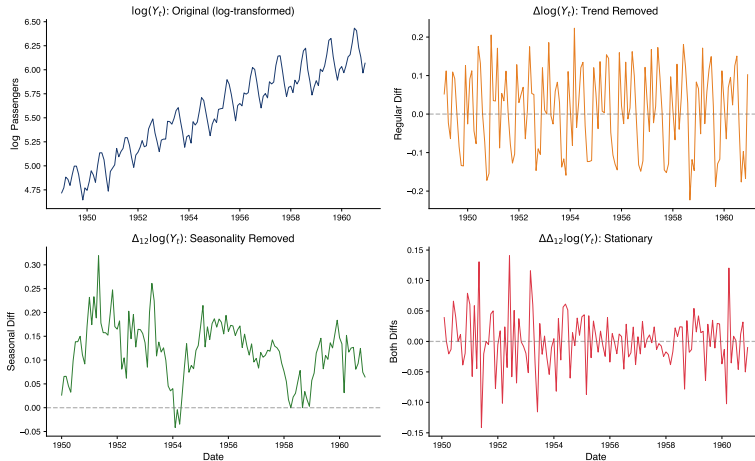 log(Y_t): Original (log-transformed)
log Passengers
6.50
6.25
6.00
5.75
5.50
5.25
5.00
4.75
1950 1952 1954 1956 1958 1960
Δlog(Y_t): Trend Removed
Regular Diff
0.2
0.1
0.0
−0.1
−0.2
1950 1952 1954 1956 1958 1960
Δ₁₂log(Y_t): Seasonality Removed
Seasonal Diff
0.30
0.25
0.20
0.15
0.10
0.05
0.00
−0.05
1950 1952 1954 1956 1958 1960
Date
ΔΔ₁₂log(Y_t): Stationary
Both Diffs
0.15
0.10
0.05
0.00
−0.05
−0.10
−0.15
1950 1952 1954 1956 1958 1960
Date